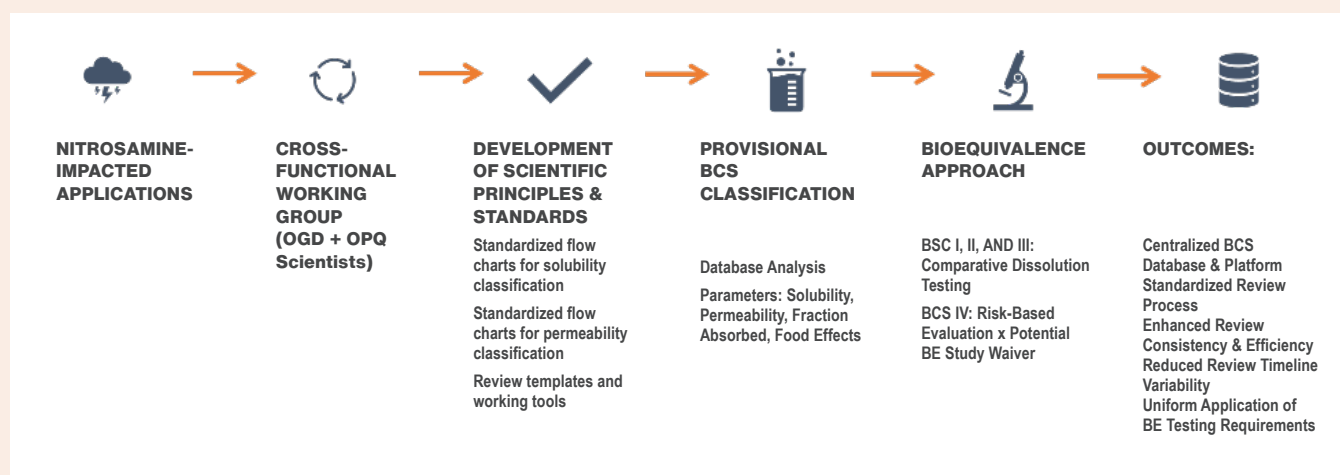 NITROSAMINE-
IMPACTED
APPLICATIONS
CROSS-
FUNCTIONAL
WORKING
GROUP
(OGD + OPQ
Scientists)
DEVELOPMENT
OF SCIENTIFIC
PRINCIPLES &
STANDARDS
Standardized flow
charts for solubility
classification
Standardized flow
charts for permeability
classification
Review templates and
working tools
PROVISIONAL
BCS
CLASSIFICATION
Database Analysis
Parameters: Solubility,
Permeability, Fraction
Absorbed, Food Effects
BIOEQUIVALENCE
APPROACH
BSC I, II, AND III:
Comparative Dissolution
Testing
BCS IV: Risk-Based
Evaluation x Potential
BE Study Waiver
OUTCOMES:
Centralized BCS
Database & Platform
Standardized Review
Process
Enhanced Review
Consistency & Efficiency
Reduced Review Timeline
Variability
Uniform Application of
BE Testing Requirements